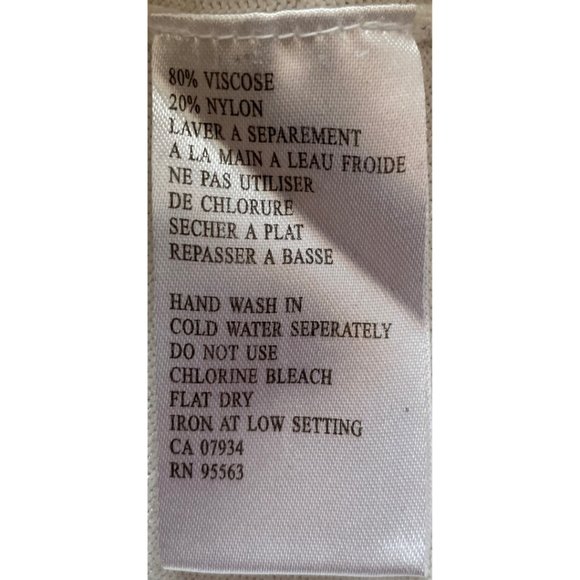 80% VISCOSE
20% NYLON
LAVER A SEPAREMENT
A LA MAIN A LEAU FROIDE
NE PAS UTILISER
DE CHLORURE
SECHER A PLAT
REPASSER A BASSE
HAND WASH IN
COLD WATER SEPERATELY
DO NOT USE
CHLORINE BLEACH
FLAT DRY
IRON AT LOW SETTING
CA 07934
RN 95563